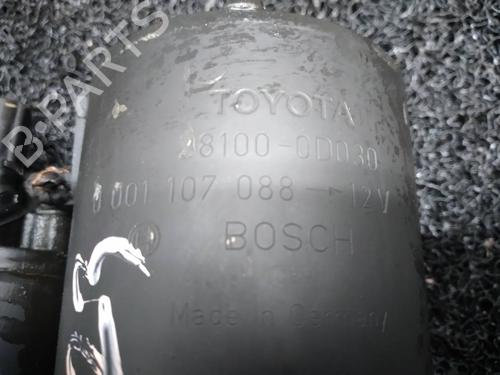 B-PARTS
TOYOTA
28100-0D030
0 001 107 088 → 12V
BOSCH
Made in Germany